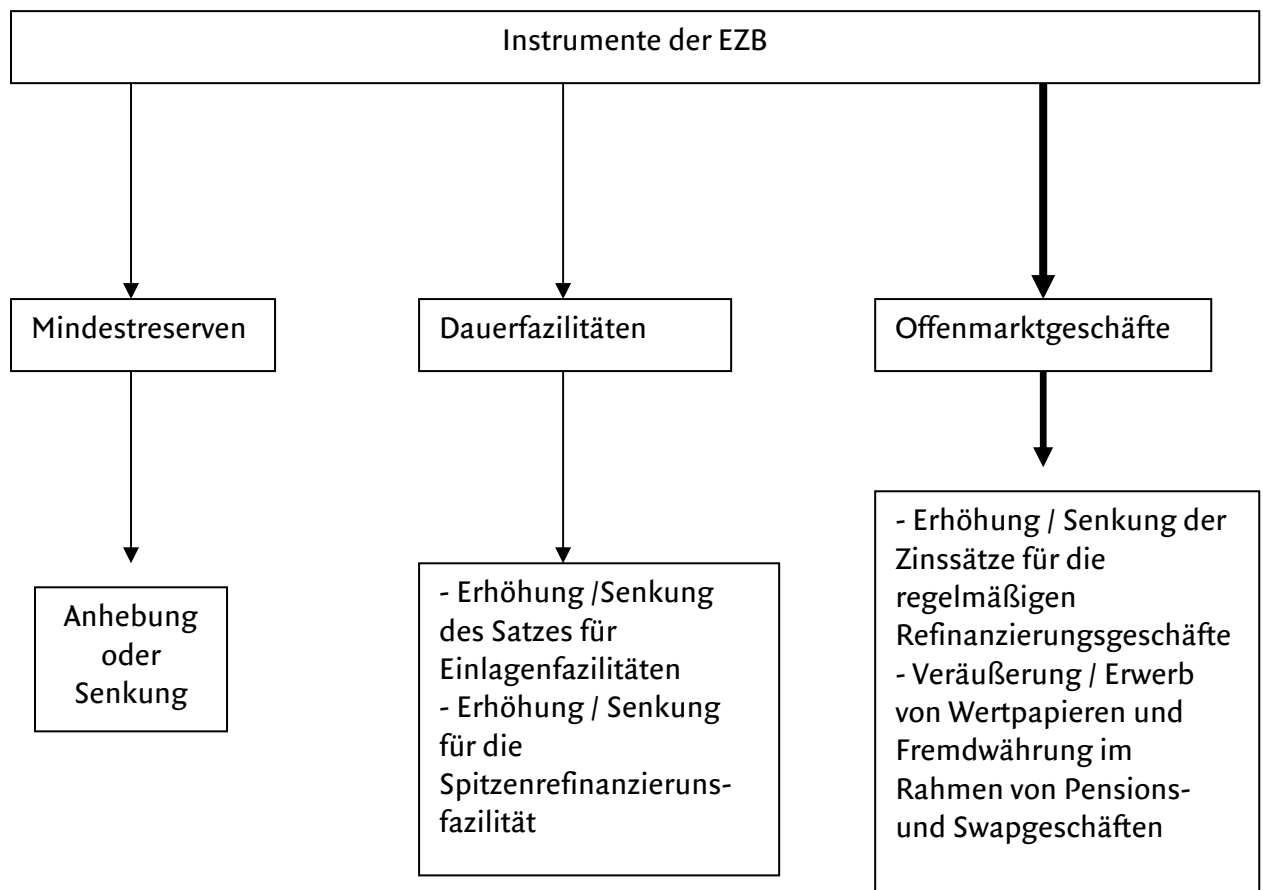 Instrumente der EZB
Mindestreserven
Dauerfazilitäten
Offenmarktgeschäfte
Anhebung
oder
Senkung
- Erhöhung /Senkung
des Satzes für
Einlagenfazilitäten
- Erhöhung / Senkung
für die
Spitzenrefinanzieruns-
fazilität
- Erhöhung / Senkung der
Zinssätze für die
regelmäßigen
Refinanzierungsgeschäfte
- Veräußerung / Erwerb
von Wertpapieren und
Fremdwährung im
Rahmen von Pensions-
und Swapgeschäften